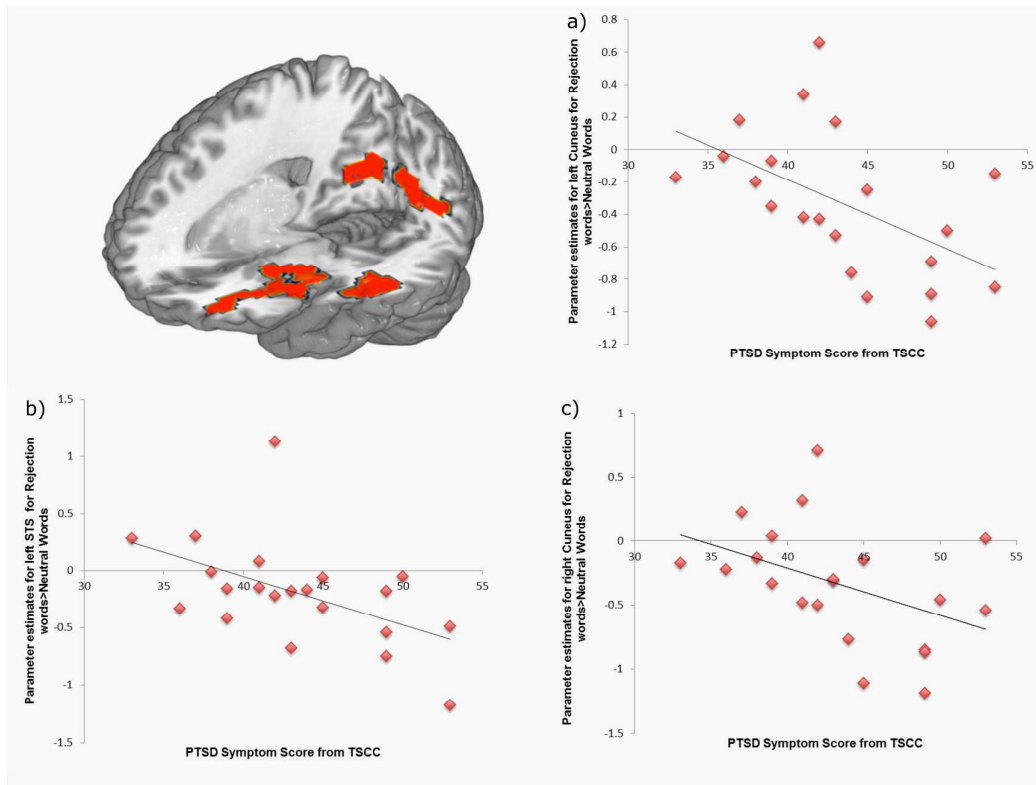 a)
Parameter estimates for left Cuneus for Rejection
words>Neutral Words
0.8
0.6
0.4
0.2
0
-0.2
-0.4
-0.6
-0.8
-1
-1.2
30 35 40 45 50 55
PTSD Symptom Score from TSCC
b)
Parameter estimates for left STS for Rejection
words>Neutral Words
1.5
1
0.5
0
-0.5
-1
-1.5
30 35 40 45 50 55
PTSD Symptom Score from TSCC
c)
Parameter estimates for right Cuneus for Rejection
words>Neutral Words
1
0.5
0
-0.5
-1
-1.5
30 35 40 45 50 55
PTSD Symptom Score from TSCC